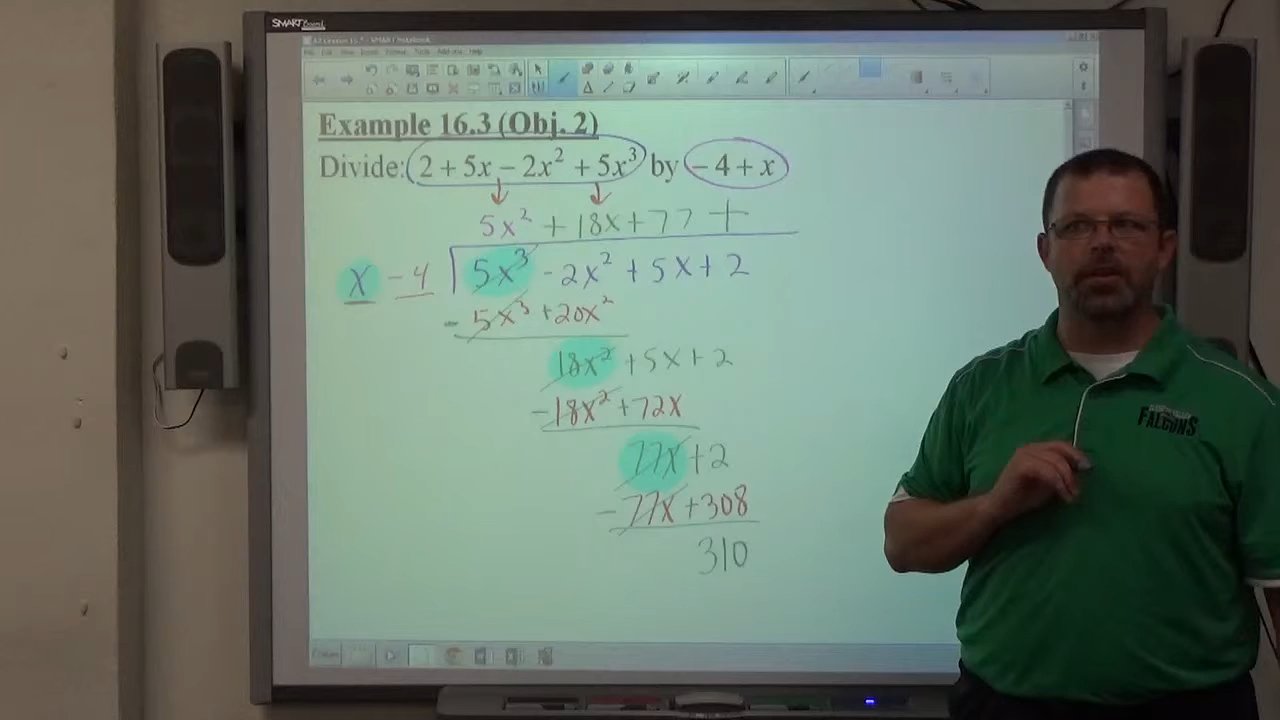 SMART Board
Example 16.3 (Obj. 2)
Divide: 2 + 5x − 2x² + 5x³ by − 4 + x
5x² + 18x + 77 +
x − 4 5x³ - 2x² + 5x + 2
- 5x³ + 20x²
18x² + 5x + 2
- 18x² + 72x
77x + 2
- 77x + 308
310
FALCONS